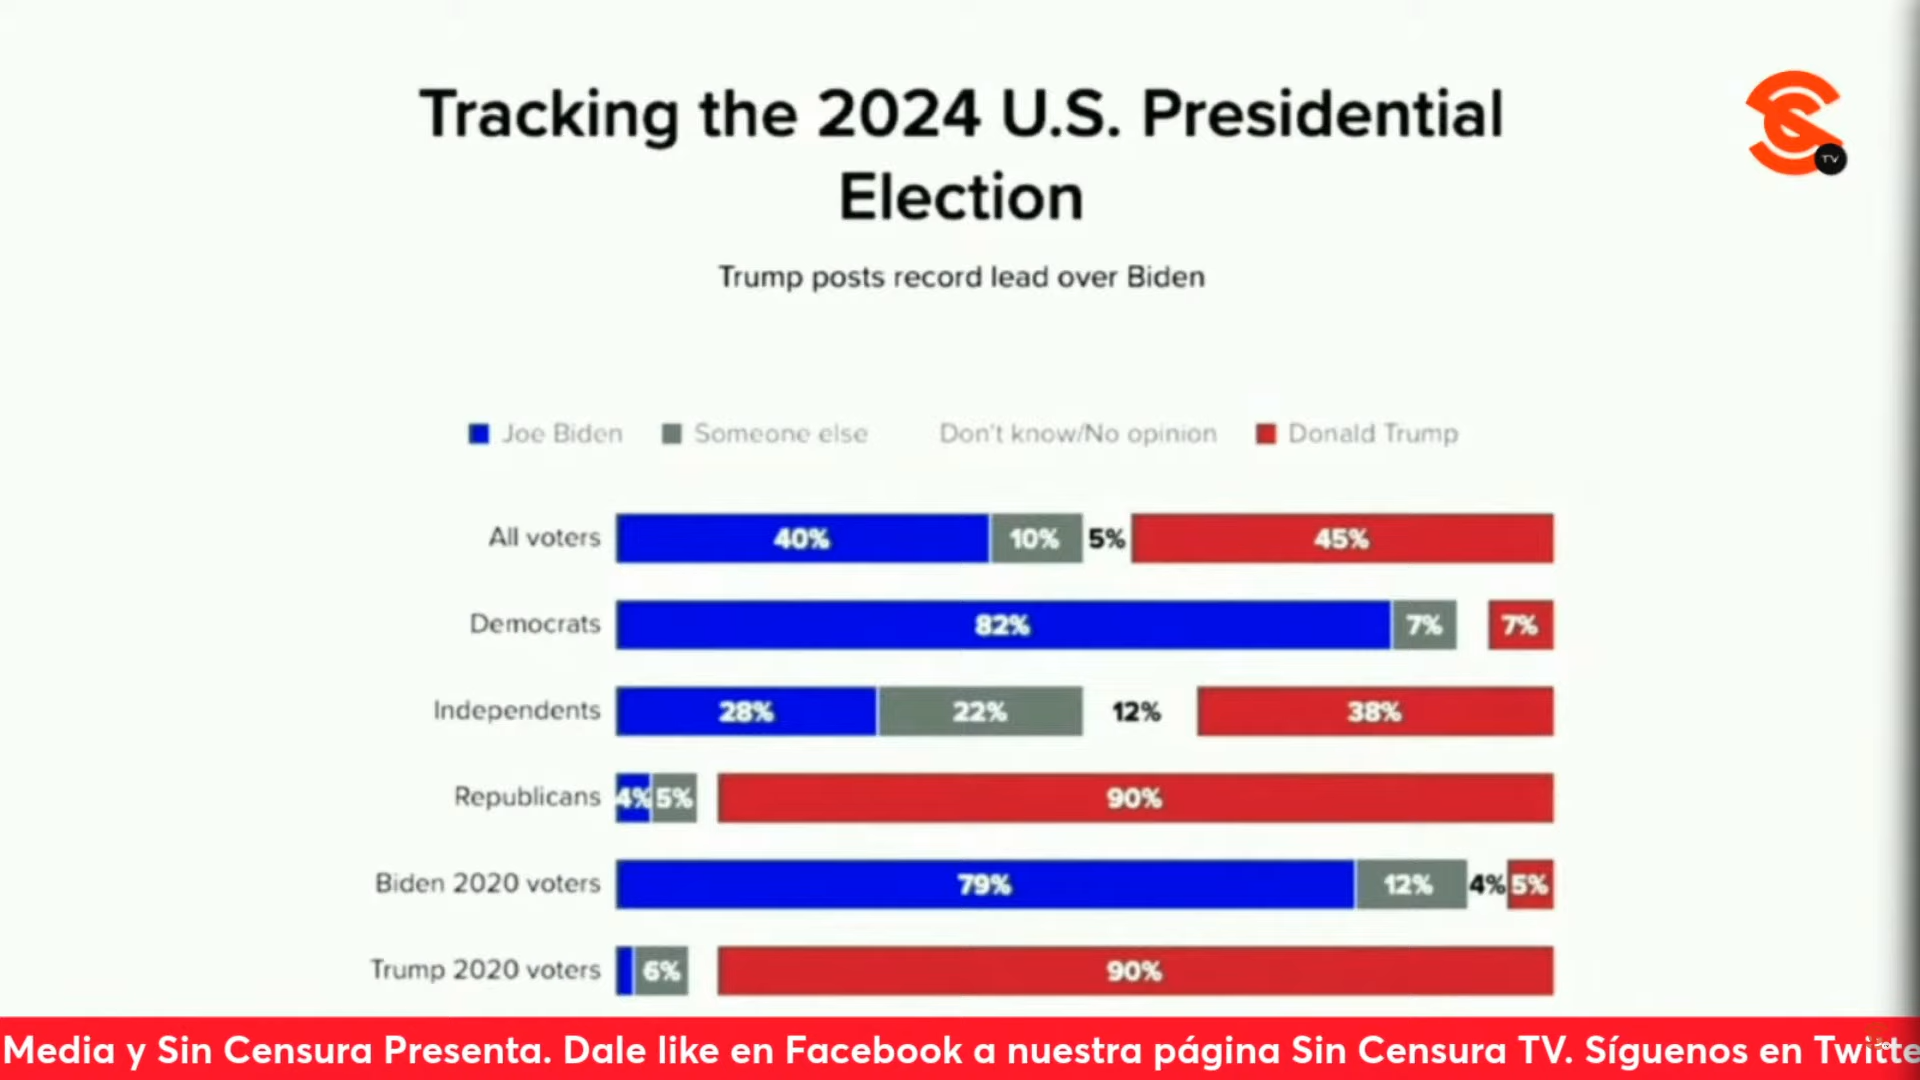 Tracking the 2024 U.S. Presidential
Election
TV
Trump posts record lead over Biden
Joe Biden Someone else Don't know/No opinion Donald Trump
All voters 40% 10% 5% 45%
Democrats 82% 7% 7%
Independents 28% 22% 12% 38%
Republicans 4% 5% 90%
Biden 2020 voters 79% 12% 4% 5%
Trump 2020 voters 6% 90%
Media y Sin Censura Presenta. Dale like en Facebook a nuestra página Sin Censura TV. Síguenos en Twitte